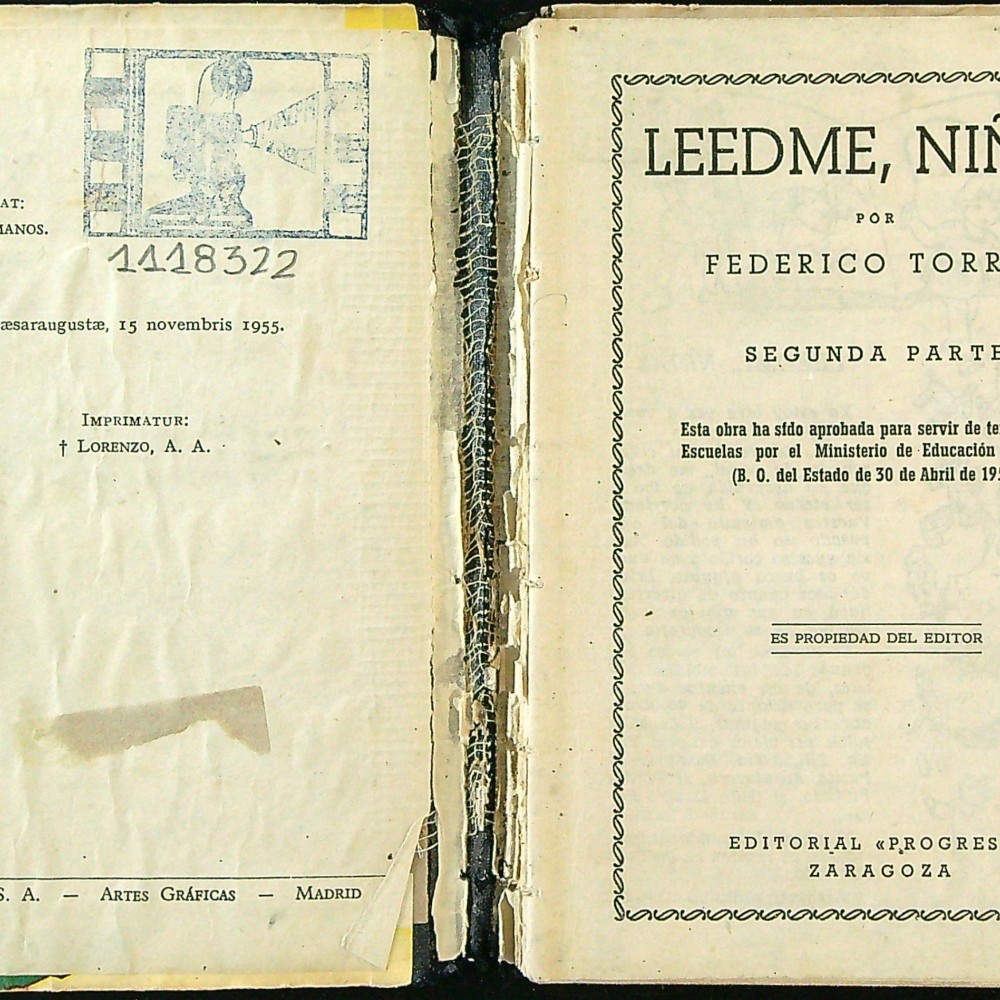 AT:
MANOS.
1118322
æsaraugustæ, 15 novembris 1955.
Imprimatur:
† Lorenzo, A. A.
S. A. — Artes Gráficas — Madrid
LEEDME, NIÑ
POR
FEDERICO TORR
SEGUNDA PARTE
Esta obra ha sido aprobada para servir de te
Escuelas por el Ministerio de Educación
(B. O. del Estado de 30 de Abril de 195
ES PROPIEDAD DEL EDITOR
EDITORIAL «PROGRES
ZARAGOZA